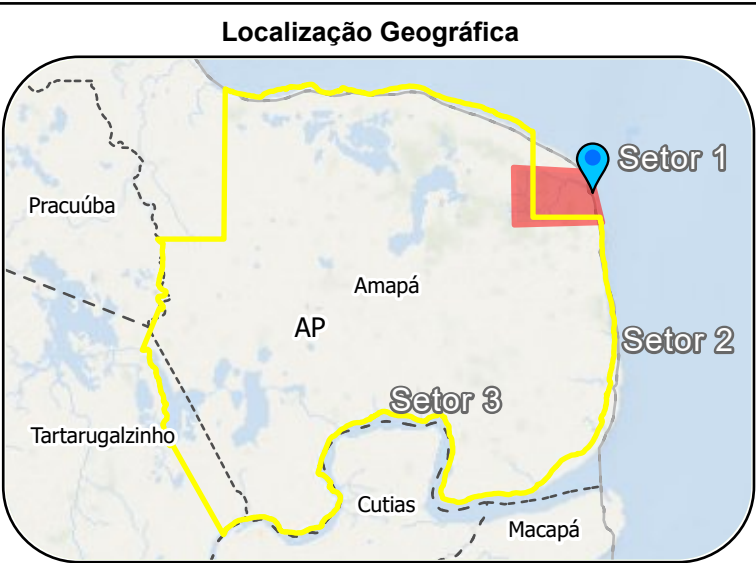 Localização Geográfica
Setor 1
Pracuúba
Amapá
AP
Setor 2
Setor 3
Tartarugalzinho
Cutias
Macapá